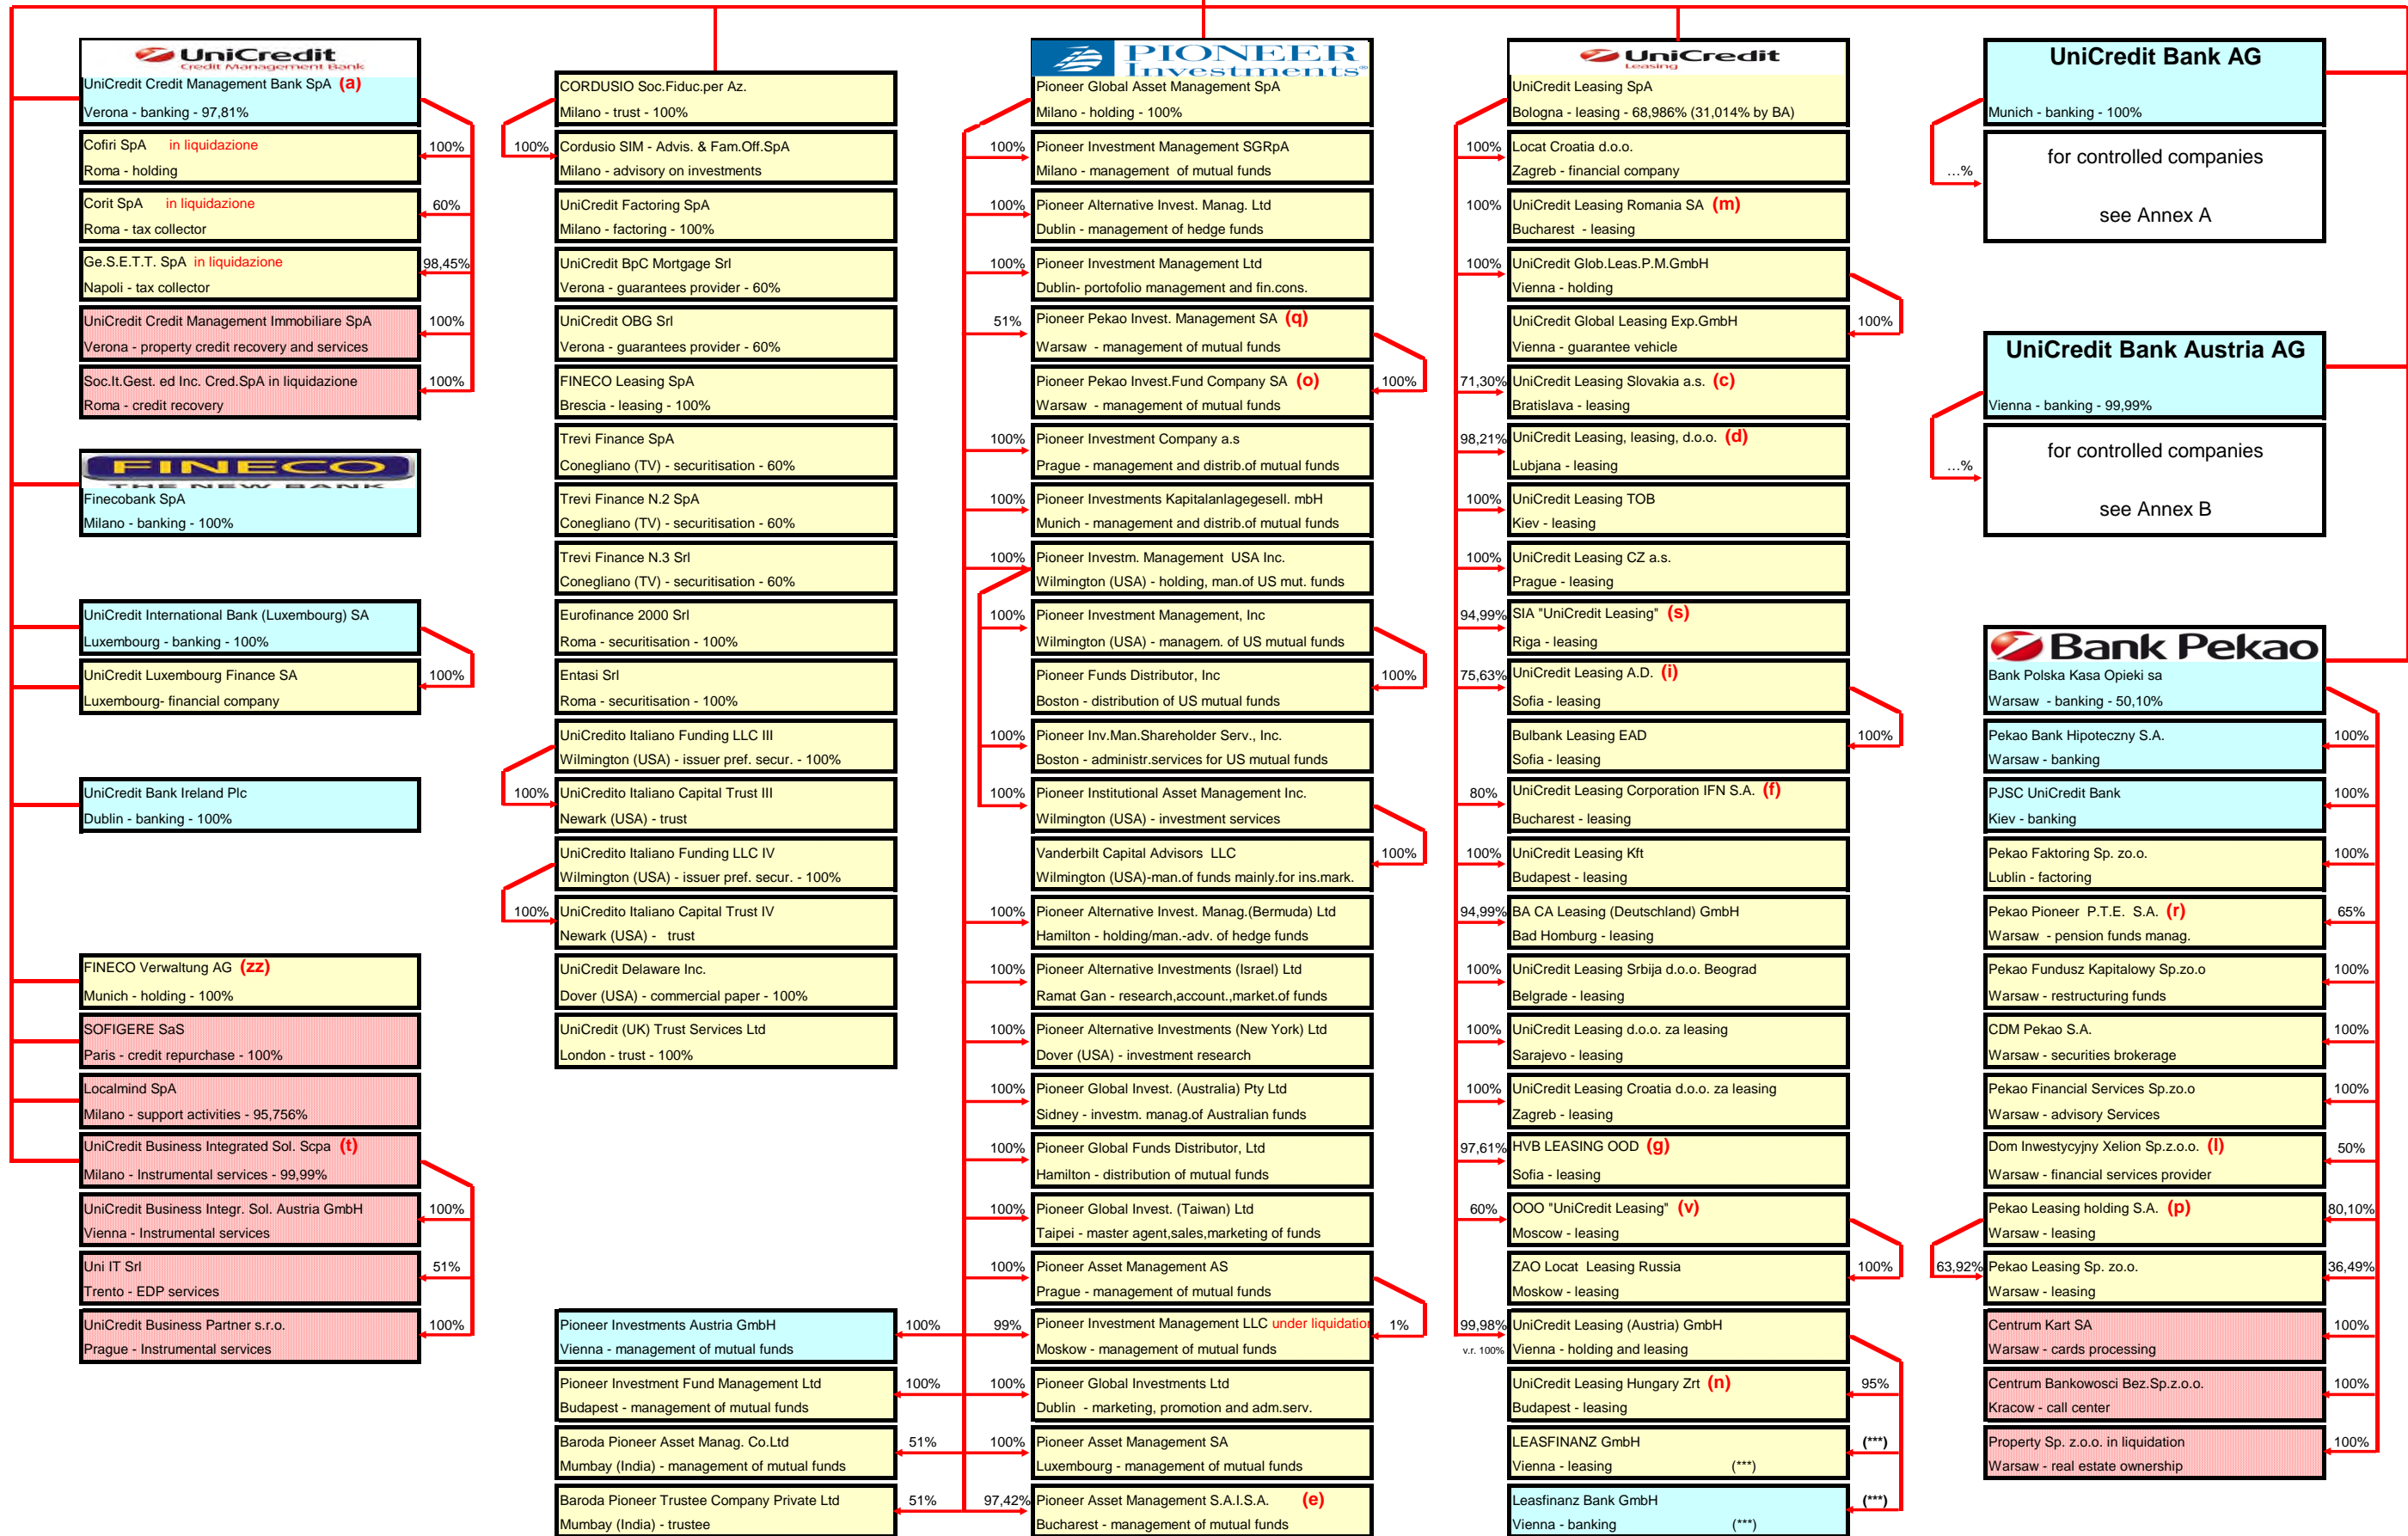 UniCredit
Credit Management Bank
UniCredit Credit Management Bank SpA (a)
Verona - banking - 97,81%
Cofiri SpA in liquidazione
Roma - holding
100%
Corit SpA in liquidazione
Roma - tax collector
60%
Ge.S.E.T.T. SpA in liquidazione
Napoli - tax collector
98,45%
UniCredit Credit Management Immobiliare SpA
Verona - property credit recovery and services
100%
Soc.It.Gest. ed Inc. Cred.SpA in liquidazione
Roma - credit recovery
100%
FINECO
THE NEW BANK
Finecobank SpA
Milano - banking - 100%
UniCredit International Bank (Luxembourg) SA
Luxembourg - banking - 100%
UniCredit Luxembourg Finance SA
Luxembourg- financial company
100%
UniCredit Bank Ireland Plc
Dublin - banking - 100%
FINECO Verwaltung AG (zz)
Munich - holding - 100%
SOFIGERE SaS
Paris - credit repurchase - 100%
Localmind SpA
Milano - support activities - 95,756%
UniCredit Business Integrated Sol. Scpa (t)
Milano - Instrumental services - 99,99%
UniCredit Business Integr. Sol. Austria GmbH
Vienna - Instrumental services
100%
Uni IT Srl
Trento - EDP services
51%
UniCredit Business Partner s.r.o.
Prague - Instrumental services
100%
CORDUSIO Soc.Fiduc.per Az.
Milano - trust - 100%
100%
Cordusio SIM - Advis. & Fam.Off.SpA
Milano - advisory on investments
UniCredit Factoring SpA
Milano - factoring - 100%
UniCredit BpC Mortgage Srl
Verona - guarantees provider - 60%
UniCredit OBG Srl
Verona - guarantees provider - 60%
FINECO Leasing SpA
Brescia - leasing - 100%
Trevi Finance SpA
Conegliano (TV) - securitisation - 60%
Trevi Finance N.2 SpA
Conegliano (TV) - securitisation - 60%
Trevi Finance N.3 Srl
Conegliano (TV) - securitisation - 60%
Eurofinance 2000 Srl
Roma - securitisation - 100%
Entasi Srl
Roma - securitisation - 100%
UniCredito Italiano Funding LLC III
Wilmington (USA) - issuer pref. secur. - 100%
100%
UniCredito Italiano Capital Trust III
Newark (USA) - trust
UniCredito Italiano Funding LLC IV
Wilmington (USA) - issuer pref. secur. - 100%
100%
UniCredito Italiano Capital Trust IV
Newark (USA) - trust
UniCredit Delaware Inc.
Dover (USA) - commercial paper - 100%
UniCredit (UK) Trust Services Ltd
London - trust - 100%
Pioneer Investments Austria GmbH
Vienna - management of mutual funds
100%
Pioneer Investment Fund Management Ltd
Budapest - management of mutual funds
100%
Baroda Pioneer Asset Manag. Co.Ltd
Mumbay (India) - management of mutual funds
51%
Baroda Pioneer Trustee Company Private Ltd
Mumbay (India) - trustee
51%
PIONEER
Investments®
Pioneer Global Asset Management SpA
Milano - holding - 100%
100%
Pioneer Investment Management SGRpA
Milano - management of mutual funds
100%
Pioneer Alternative Invest. Manag. Ltd
Dublin - management of hedge funds
100%
Pioneer Investment Management Ltd
Dublin- portofolio management and fin.cons.
51%
Pioneer Pekao Invest. Management SA (q)
Warsaw - management of mutual funds
Pioneer Pekao Invest.Fund Company SA (o)
Warsaw - management of mutual funds
100%
100%
Pioneer Investment Company a.s
Prague - management and distrib.of mutual funds
100%
Pioneer Investments Kapitalanlagegesell. mbH
Munich - management and distrib.of mutual funds
100%
Pioneer Investm. Management USA Inc.
Wilmington (USA) - holding, man.of US mut. funds
100%
Pioneer Investment Management, Inc
Wilmington (USA) - managem. of US mutual funds
Pioneer Funds Distributor, Inc
Boston - distribution of US mutual funds
100%
100%
Pioneer Inv.Man.Shareholder Serv., Inc.
Boston - administr.services for US mutual funds
100%
Pioneer Institutional Asset Management Inc.
Wilmington (USA) - investment services
Vanderbilt Capital Advisors LLC
Wilmington (USA)-man.of funds mainly.for ins.mark.
100%
100%
Pioneer Alternative Invest. Manag.(Bermuda) Ltd
Hamilton - holding/man.-adv. of hedge funds
100%
Pioneer Alternative Investments (Israel) Ltd
Ramat Gan - research,account.,market.of funds
100%
Pioneer Alternative Investments (New York) Ltd
Dover (USA) - investment research
100%
Pioneer Global Invest. (Australia) Pty Ltd
Sidney - investm. manag.of Australian funds
100%
Pioneer Global Funds Distributor, Ltd
Hamilton - distribution of mutual funds
100%
Pioneer Global Invest. (Taiwan) Ltd
Taipei - master agent,sales,marketing of funds
100%
Pioneer Asset Management AS
Prague - management of mutual funds
99%
Pioneer Investment Management LLC under liquidation
Moskow - management of mutual funds
1%
100%
Pioneer Global Investments Ltd
Dublin - marketing, promotion and adm.serv.
100%
Pioneer Asset Management SA
Luxembourg - management of mutual funds
97,42%
Pioneer Asset Management S.A.I.S.A. (e)
Bucharest - management of mutual funds
UniCredit
Leasing
UniCredit Leasing SpA
Bologna - leasing - 68,986% (31,014% by BA)
100%
Locat Croatia d.o.o.
Zagreb - financial company
100%
UniCredit Leasing Romania SA (m)
Bucharest - leasing
100%
UniCredit Glob.Leas.P.M.GmbH
Vienna - holding
UniCredit Global Leasing Exp.GmbH
Vienna - guarantee vehicle
100%
71,30%
UniCredit Leasing Slovakia a.s. (c)
Bratislava - leasing
98,21%
UniCredit Leasing, leasing, d.o.o. (d)
Lubjana - leasing
100%
UniCredit Leasing TOB
Kiev - leasing
100%
UniCredit Leasing CZ a.s.
Prague - leasing
94,99%
SIA "UniCredit Leasing" (s)
Riga - leasing
75,63%
UniCredit Leasing A.D. (i)
Sofia - leasing
Bulbank Leasing EAD
Sofia - leasing
100%
80%
UniCredit Leasing Corporation IFN S.A. (f)
Bucharest - leasing
100%
UniCredit Leasing Kft
Budapest - leasing
94,99%
BA CA Leasing (Deutschland) GmbH
Bad Homburg - leasing
100%
UniCredit Leasing Srbija d.o.o. Beograd
Belgrade - leasing
100%
UniCredit Leasing d.o.o. za leasing
Sarajevo - leasing
100%
UniCredit Leasing Croatia d.o.o. za leasing
Zagreb - leasing
97,61%
HVB LEASING OOD (g)
Sofia - leasing
60%
OOO "UniCredit Leasing" (v)
Moscow - leasing
ZAO Locat Leasing Russia
Moskow - leasing
100%
99,98%
v.r. 100%
UniCredit Leasing (Austria) GmbH
Vienna - holding and leasing
UniCredit Leasing Hungary Zrt (n)
Budapest - leasing
95%
LEASFINANZ GmbH
Vienna - leasing (***)
(***)
Leasfinanz Bank GmbH
Vienna - banking (***)
(***)
UniCredit Bank AG
Munich - banking - 100%
...%
for controlled companies
see Annex A
UniCredit Bank Austria AG
Vienna - banking - 99,99%
...%
for controlled companies
see Annex B
Bank Pekao
Bank Polska Kasa Opieki sa
Warsaw - banking - 50,10%
Pekao Bank Hipoteczny S.A.
Warsaw - banking
100%
PJSC UniCredit Bank
Kiev - banking
100%
Pekao Faktoring Sp. zo.o.
Lublin - factoring
100%
Pekao Pioneer P.T.E. S.A. (r)
Warsaw - pension funds manag.
65%
Pekao Fundusz Kapitalowy Sp.zo.o
Warsaw - restructuring funds
100%
CDM Pekao S.A.
Warsaw - securities brokerage
100%
Pekao Financial Services Sp.zo.o
Warsaw - advisory Services
100%
Dom Inwestycyjny Xelion Sp.z.o.o. (l)
Warsaw - financial services provider
50%
Pekao Leasing holding S.A. (p)
Warsaw - leasing
80,10%
63,92%
Pekao Leasing Sp. zo.o.
Warsaw - leasing
36,49%
Centrum Kart SA
Warsaw - cards processing
100%
Centrum Bankowosci Bez.Sp.z.o.o.
Kracow - call center
100%
Property Sp. z.o.o. in liquidation
Warsaw - real estate ownership
100%